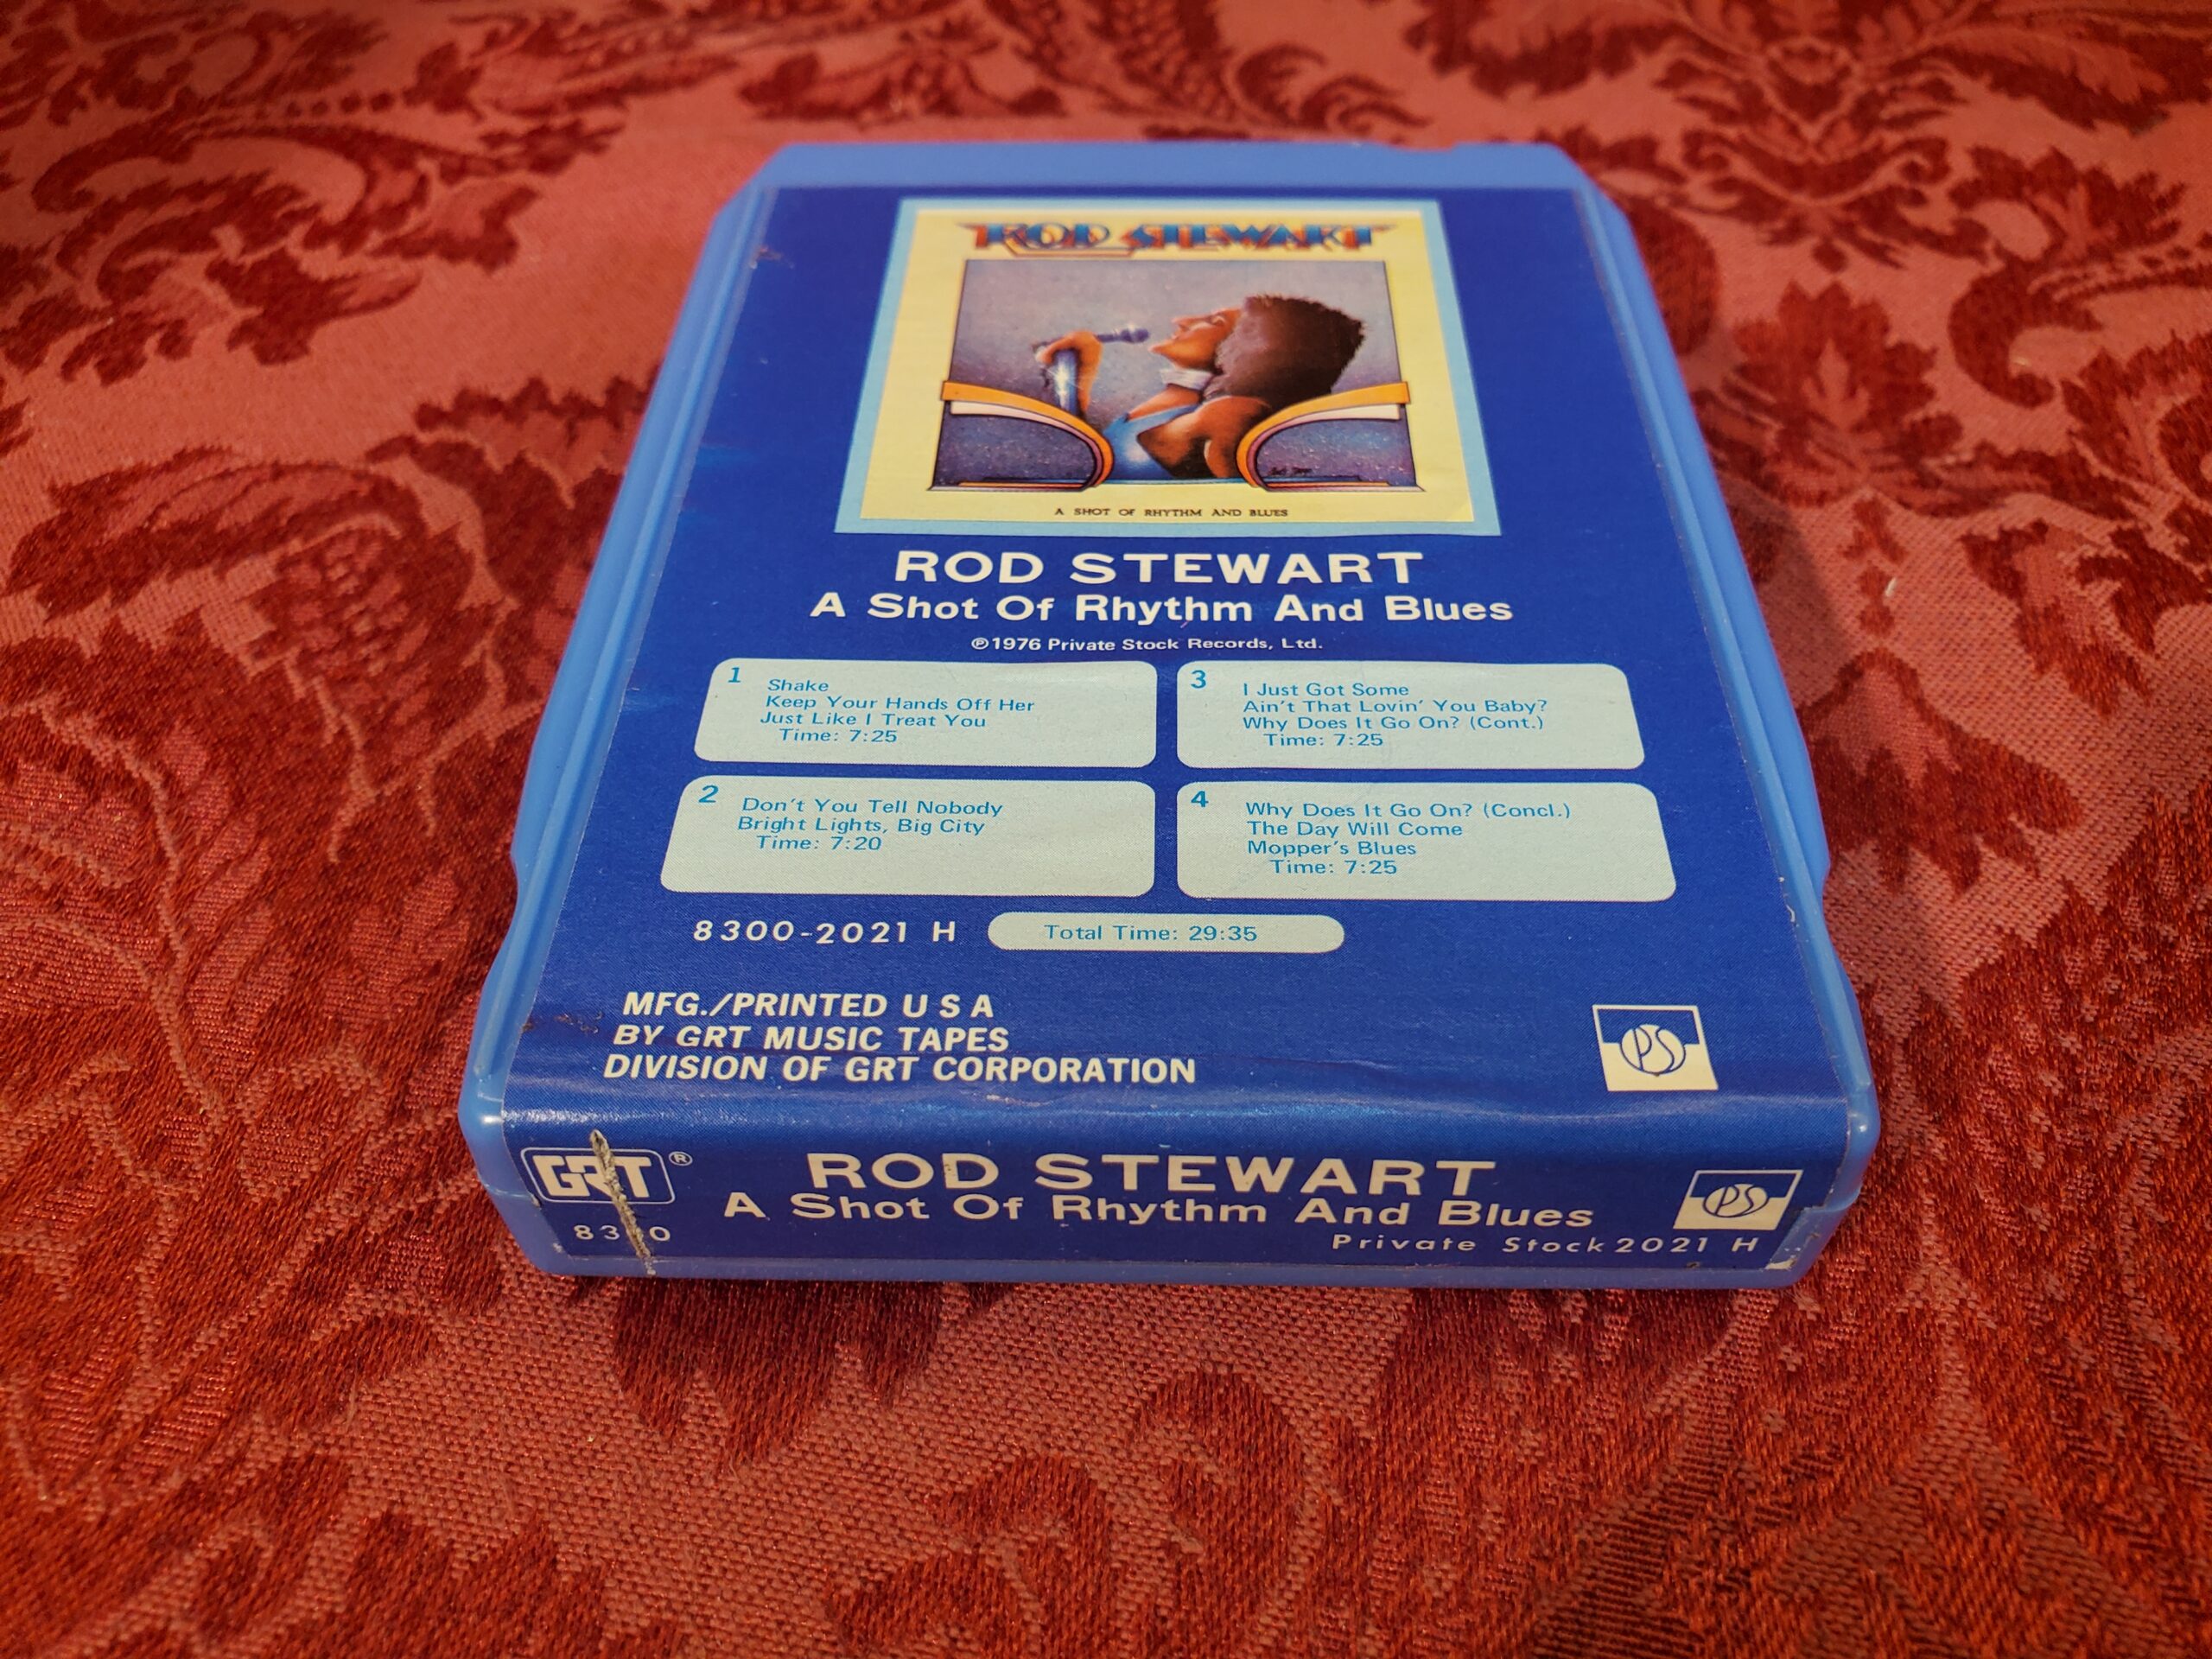 ROD STEWART
A SHOT OF RHYTHM AND BLUES
ROD STEWART
A Shot Of Rhythm And Blues
℗1976 Private Stock Records, Ltd.
1
Shake
Keep Your Hands Off Her
Just Like I Treat You
Time: 7:25
2
Don't You Tell Nobody
Bright Lights, Big City
Time: 7:20
3
I Just Got Some
Ain't That Lovin' You Baby?
Why Does It Go On? (Cont.)
Time: 7:25
4
Why Does It Go On? (Concl.)
The Day Will Come
Mopper's Blues
Time: 7:25
8300-2021 H
Total Time: 29:35
MFG./PRINTED U S A
BY GRT MUSIC TAPES
DIVISION OF GRT CORPORATION
PS
GRT®
ROD STEWART
A Shot Of Rhythm And Blues
PS
Private Stock 2021 H